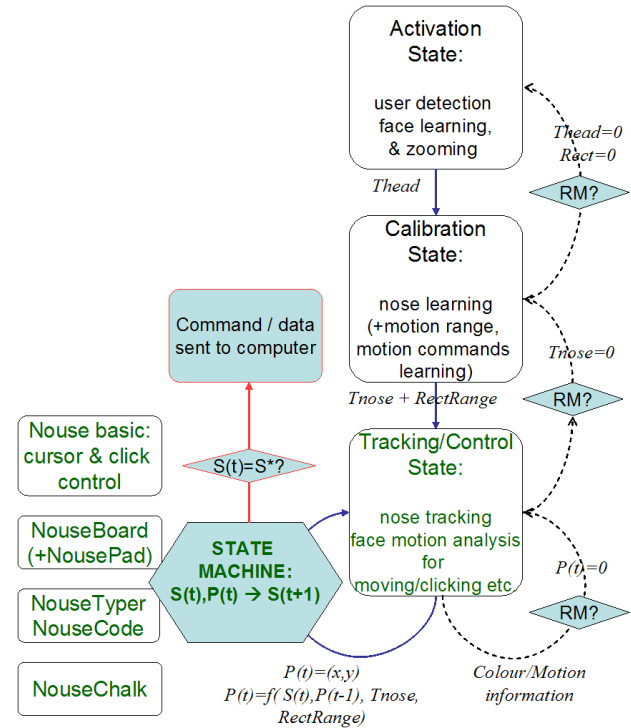 Activation
State:
user detection
face learning,
& zooming
Thead=0
Rect=0
RM?
Thead
Calibration
State:
nose learning
(+motion range,
motion commands
learning)
Tnose=0
RM?
Tnose + RectRange
Command / data
sent to computer
S(t)=S*?
Nouse basic:
cursor & click
control
NouseBoard
(+NousePad)
NouseTyper
NouseCode
NouseChalk
STATE
MACHINE:
S(t),P(t) → S(t+1)
Tracking/Control
State:
nose tracking
face motion analysis
for
moving/clicking etc.
P(t)=0
RM?
P(t)=(x,y)
P(t)=f( S(t),P(t-1), Tnose,
RectRange)
Colour/Motion
information